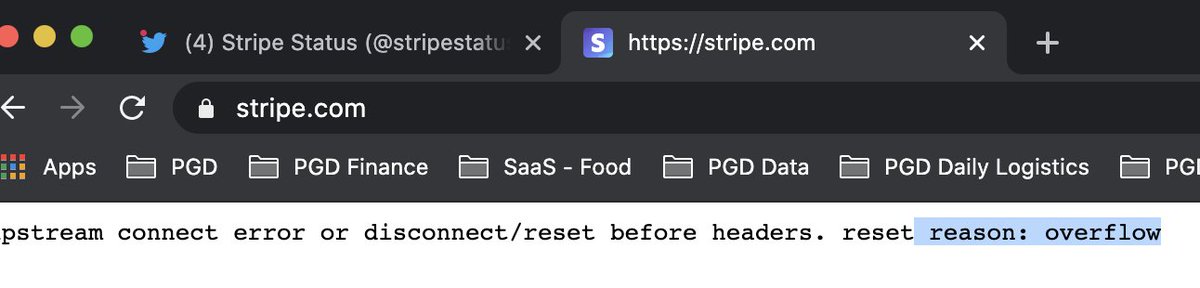 (4) Stripe Status (@stripestatu
https://stripe.com
stripe.com
Apps PGD PGD Finance SaaS - Food PGD Data PGD Daily Logistics PG
upstream connect error or disconnect/reset before headers. reset reason: overflow